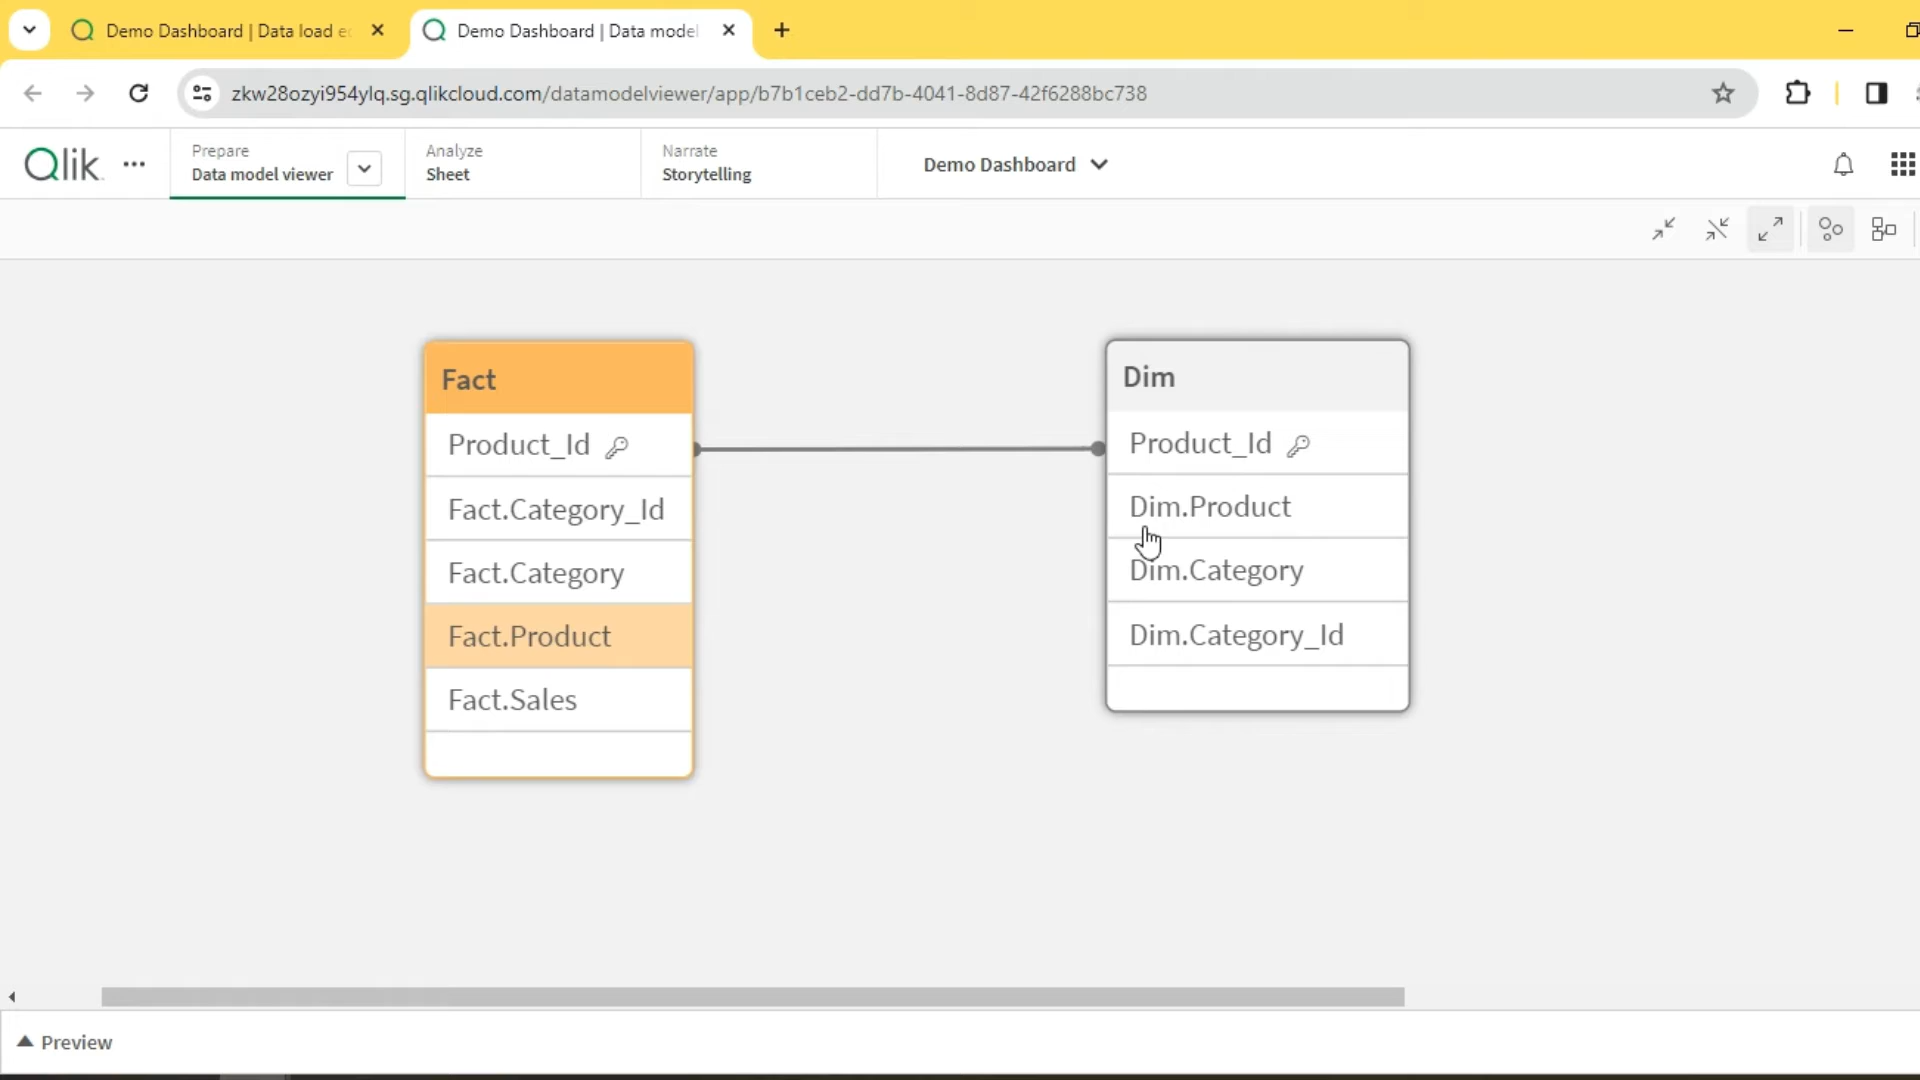 Demo Dashboard | Data load e
Demo Dashboard | Data model
zkw28ozyi954ylq.sg.qlikcloud.com/datamodelviewer/app/b7b1ceb2-dd7b-4041-8d87-42f6288bc738
Qlik
Prepare
Data model viewer
Analyze
Sheet
Narrate
Storytelling
Demo Dashboard
Fact
Product_Id
Fact.Category_Id
Fact.Category
Fact.Product
Fact.Sales
Dim
Product_Id
Dim.Product
Dim.Category
Dim.Category_Id
Preview